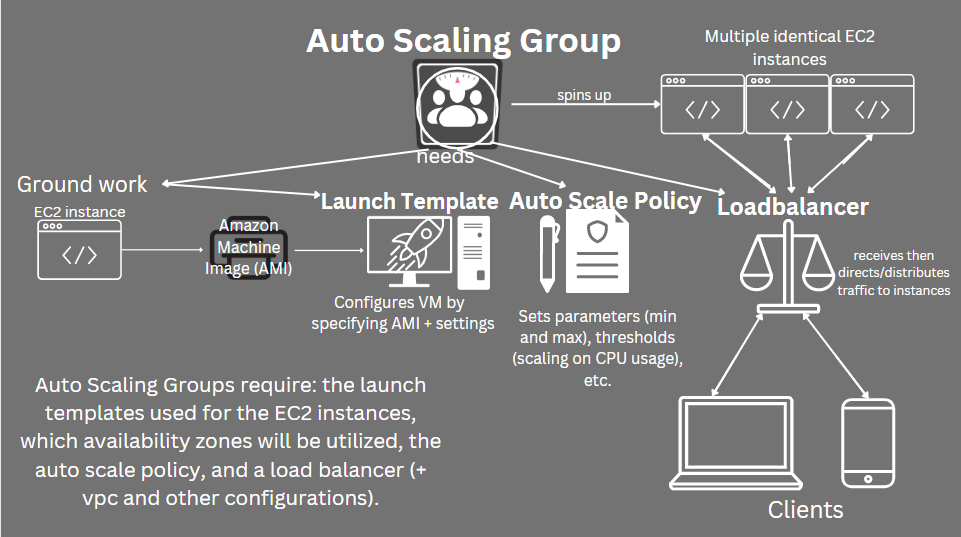 Auto Scaling Group
Multiple identical EC2
instances
spins up
</>
</>
</>
needs
Ground work
EC2 instance
</>
Amazon
Machine
Image (AMI)
Launch Template
Configures VM by
specifying AMI + settings
Auto Scale Policy
Sets parameters (min
and max), thresholds
(scaling on CPU usage),
etc.
Loadbalancer
receives then
directs/distributes
traffic to instances
Auto Scaling Groups require: the launch
templates used for the EC2 instances,
which availability zones will be utilized, the
auto scale policy, and a load balancer (+
vpc and other configurations).
Clients